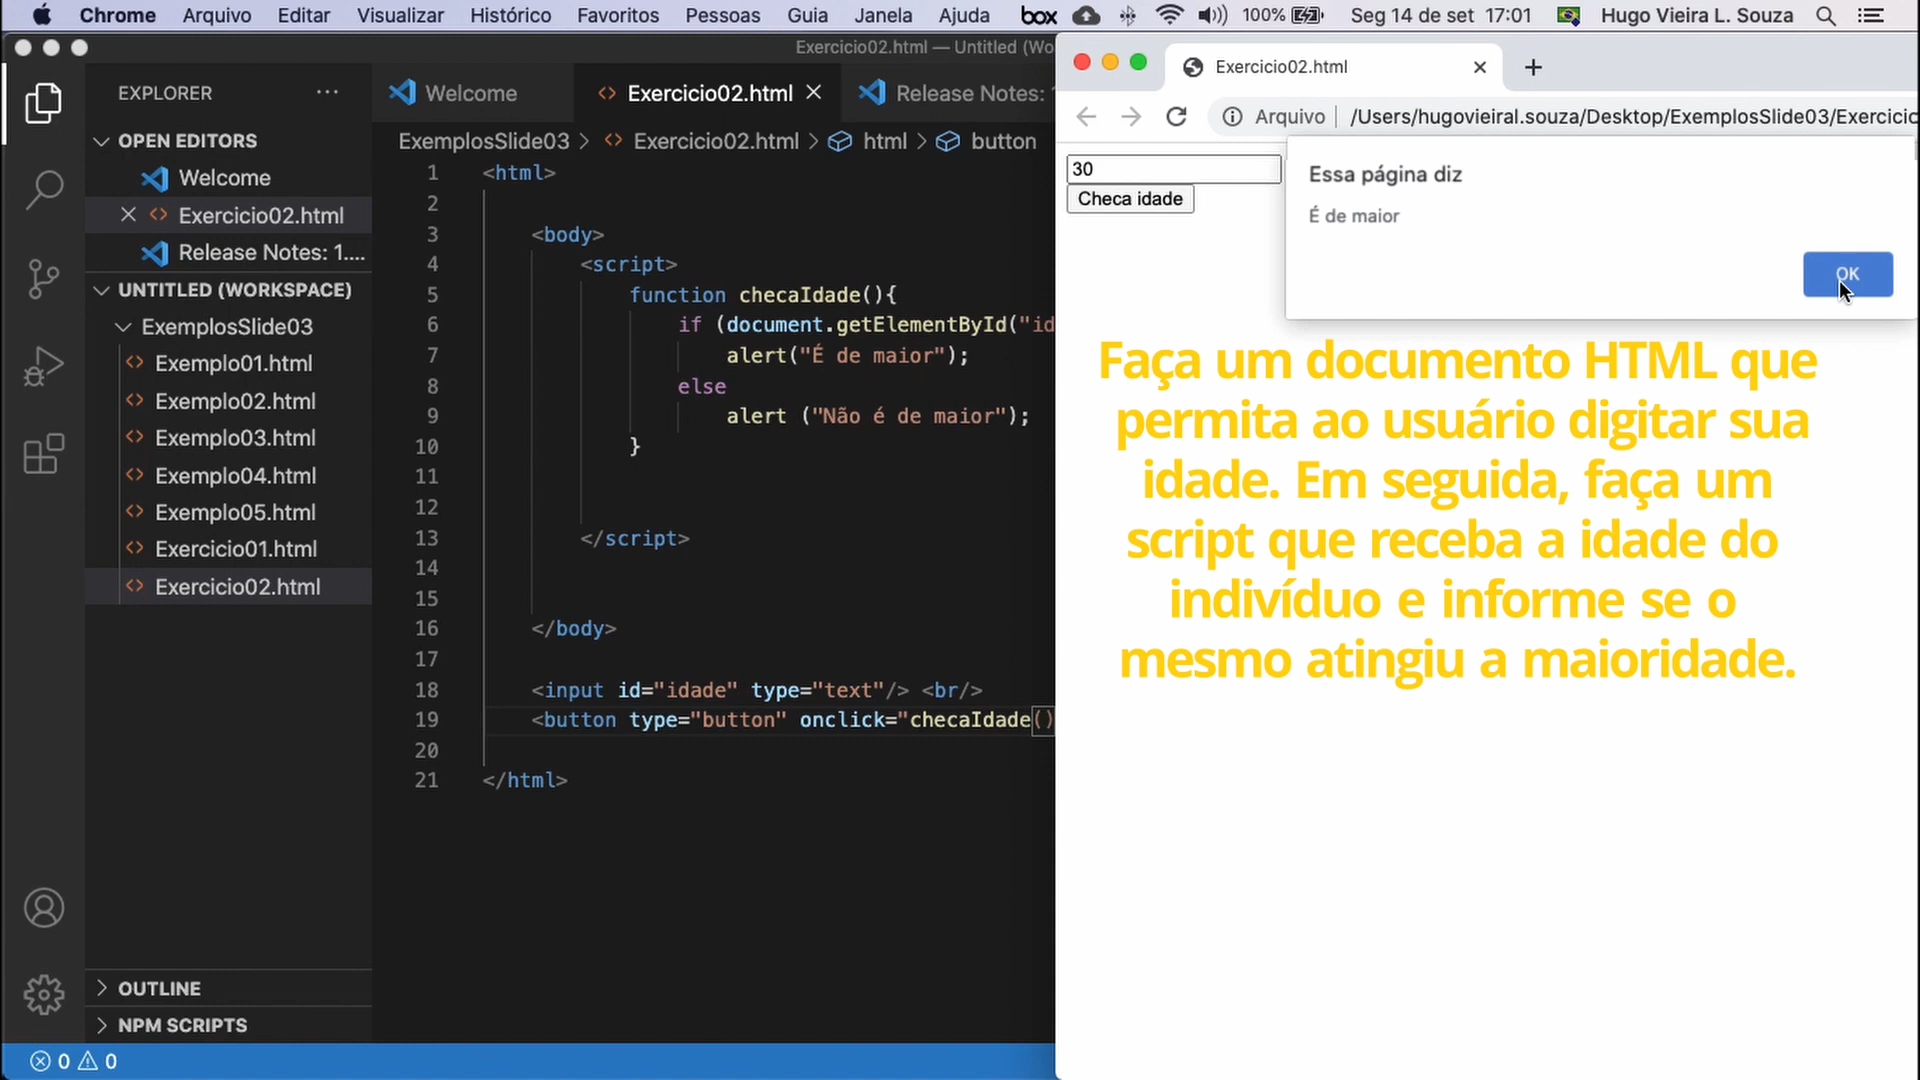 Chrome Arquivo Editar Visualizar Histórico Favoritos Pessoas Guia Janela Ajuda box 100% Seg 14 de set 17:01 Hugo Vieira L. Souza
Exercicio02.html — Untitled (Wo
EXPLORER ···
OPEN EDITORS
Welcome
Exercicio02.html
Release Notes: 1....
UNTITLED (WORKSPACE)
ExemplosSlide03
Exemplo01.html
Exemplo02.html
Exemplo03.html
Exemplo04.html
Exemplo05.html
Exercicio01.html
Exercicio02.html
OUTLINE
NPM SCRIPTS
0 0
Welcome Exercicio02.html Release Notes:
ExemplosSlide03 > Exercicio02.html > html > button
1 <html>
2
3 <body>
4 <script>
5 function checaIdade(){
6 if (document.getElementById("id
7 alert("É de maior");
8 else
9 alert ("Não é de maior");
10 }
11
12
13 </script>
14
15
16 </body>
17
18 <input id="idade" type="text"/> <br/>
19 <button type="button" onclick="checaIdade()
20
21 </html>
Exercicio02.html
Arquivo | /Users/hugovieiral.souza/Desktop/ExemplosSlide03/Exercicio
30
Checa idade
Essa página diz
É de maior
OK
Faça um documento HTML que
permita ao usuário digitar sua
idade. Em seguida, faça um
script que receba a idade do
indivíduo e informe se o
mesmo atingiu a maioridade.